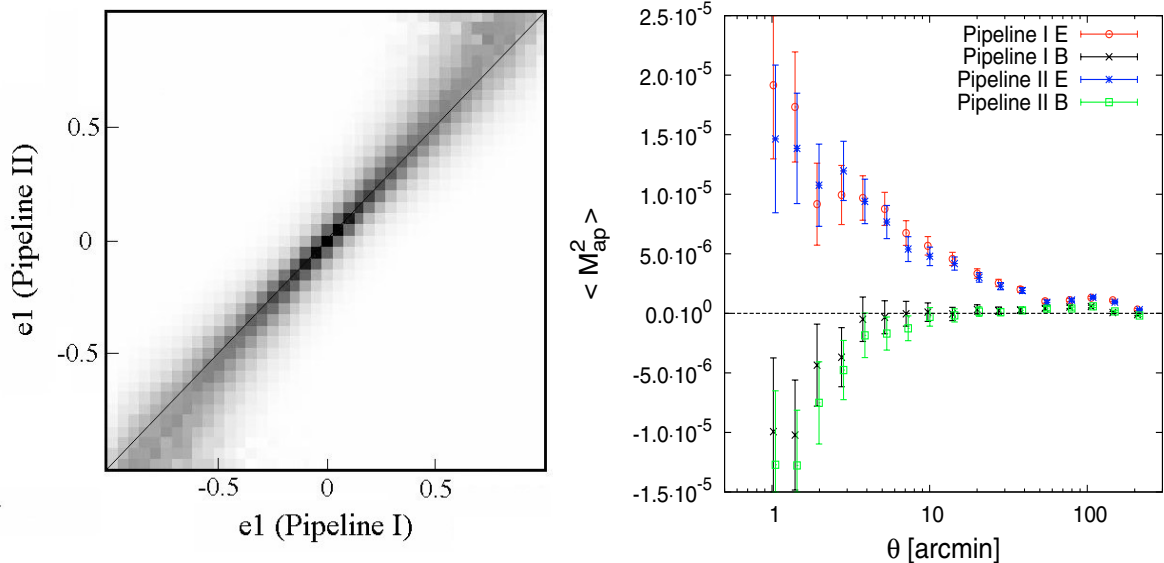 0.5
0
-0.5
e1 (Pipeline II)
-0.5
0
0.5
e1 (Pipeline I)
2.5·10⁻⁵
2.0·10⁻⁵
1.5·10⁻⁵
1.0·10⁻⁵
5.0·10⁻⁶
0.0·10⁰
-5.0·10⁻⁶
-1.0·10⁻⁵
-1.5·10⁻⁵
< M²ap >
Pipeline I E
Pipeline I B
Pipeline II E
Pipeline II B
1
10
100
θ [arcmin]